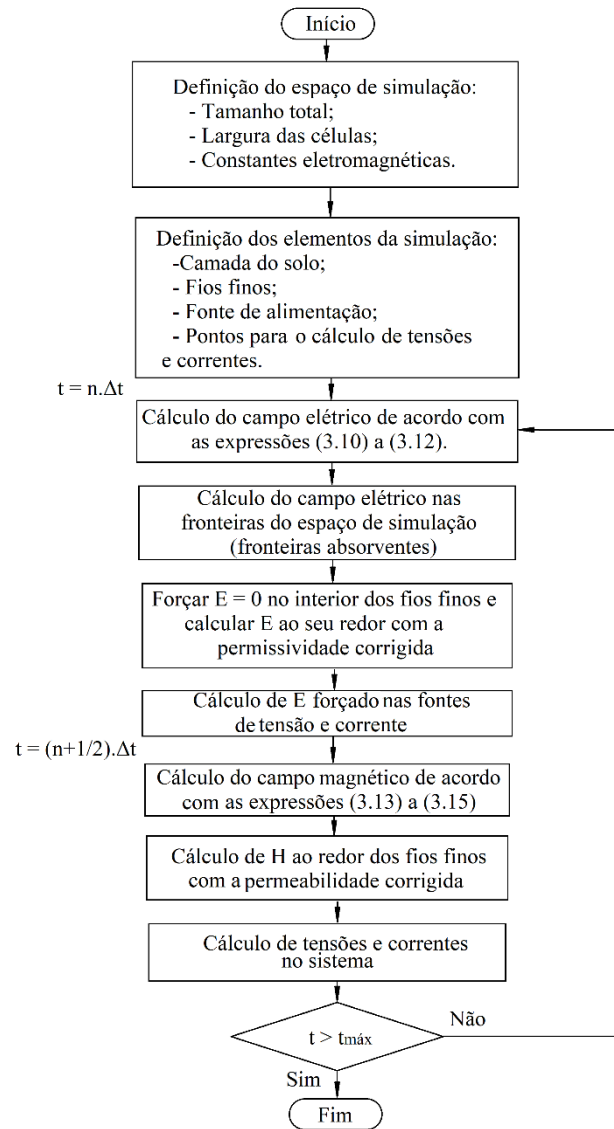 Início
Definição do espaço de simulação:
- Tamanho total;
- Largura das células;
- Constantes eletromagnéticas.
Definição dos elementos da simulação:
-Camada do solo;
- Fios finos;
- Fonte de alimentação;
- Pontos para o cálculo de tensões
e correntes.
t = n.Δt
Cálculo do campo elétrico de acordo com
as expressões (3.10) a (3.12).
Cálculo do campo elétrico nas
fronteiras do espaço de simulação
(fronteiras absorventes)
Forçar E = 0 no interior dos fios finos e
calcular E ao seu redor com a
permissividade corrigida
Cálculo de E forçado nas fontes
de tensão e corrente
t = (n+1/2).Δt
Cálculo do campo magnético de acordo
com as expressões (3.13) a (3.15)
Cálculo de H ao redor dos fios finos
com a permeabilidade corrigida
Cálculo de tensões e correntes
no sistema
t > tmáx
Não
Sim
Fim